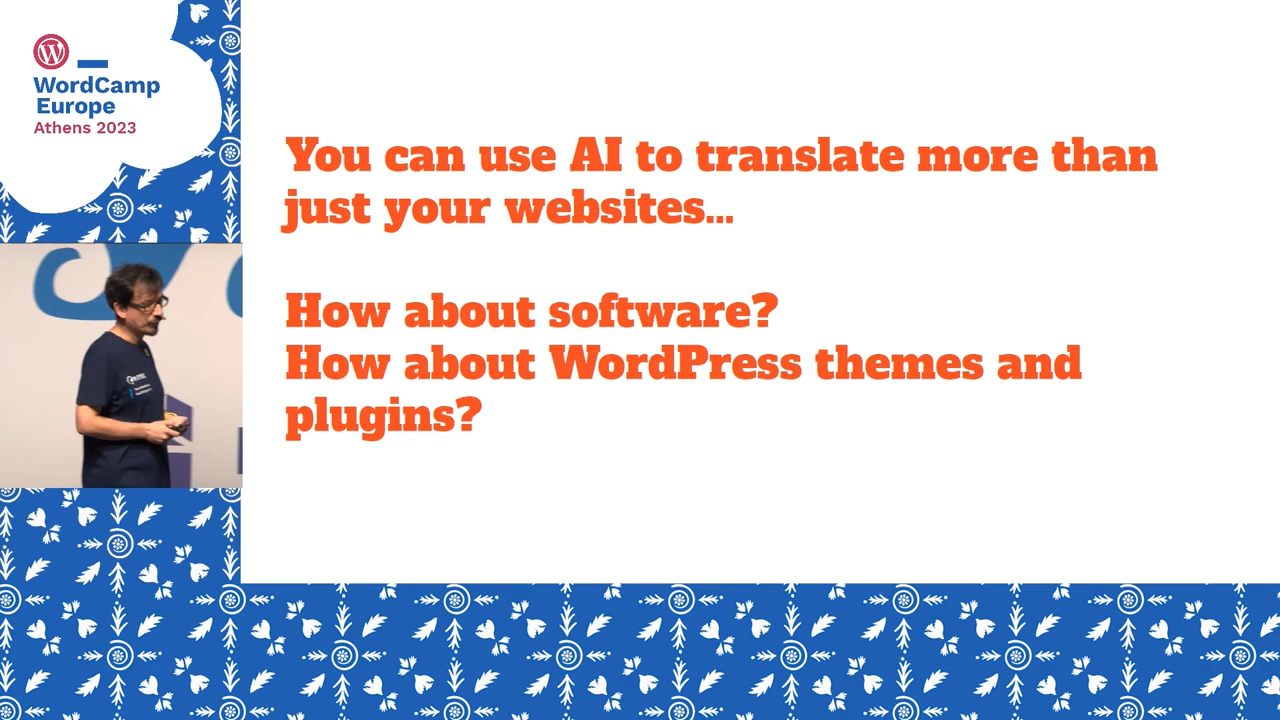 WordCamp
Europe
Athens 2023
You can use AI to translate more than
just your websites...
How about software?
How about WordPress themes and
plugins?